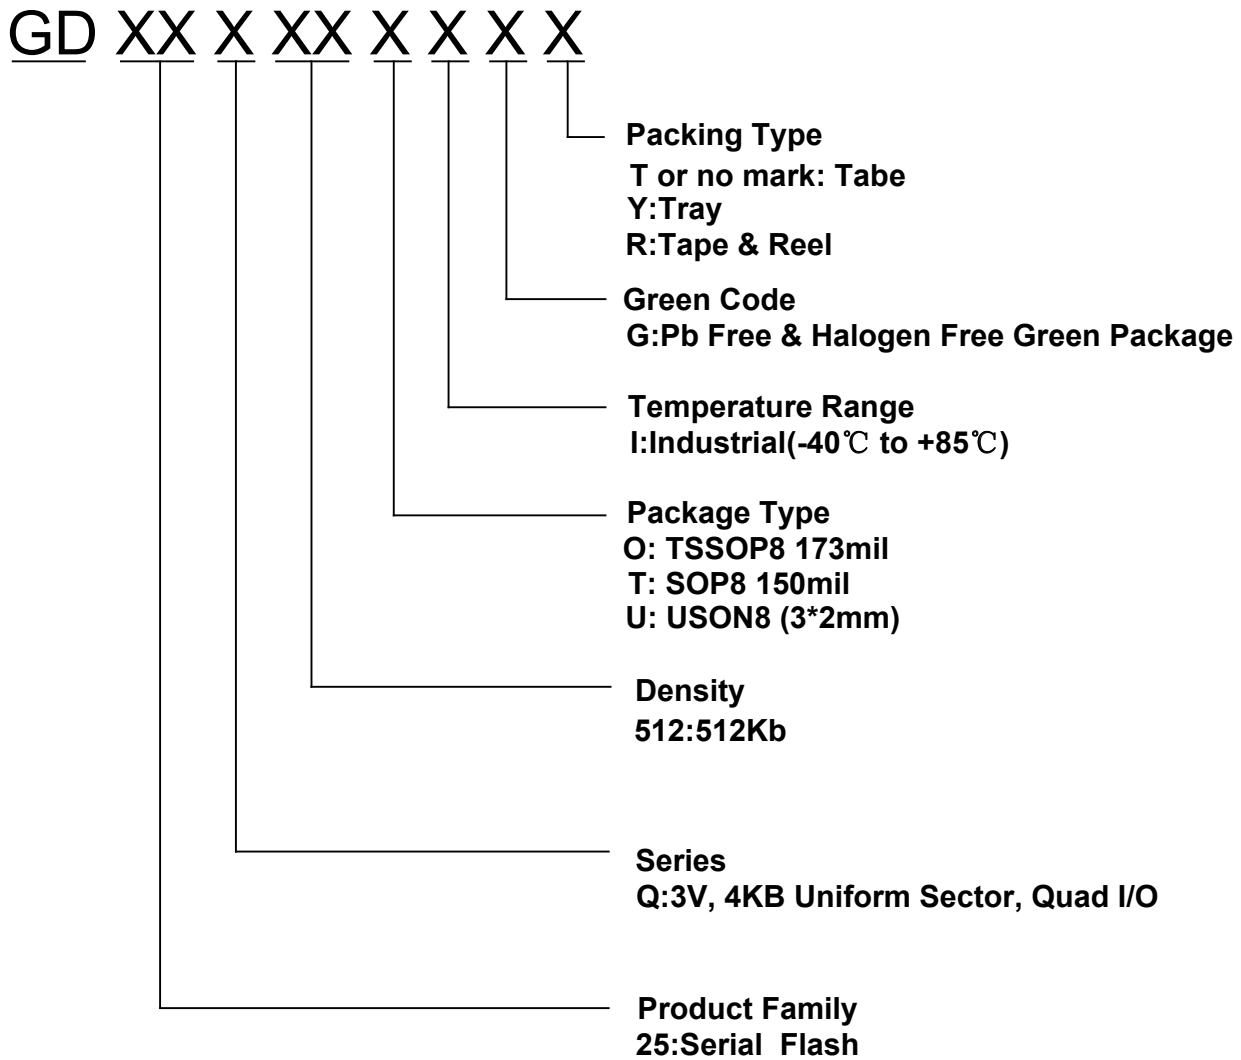 GD XX X XX X X X X
Packing Type
T or no mark: Tabe
Y:Tray
R:Tape & Reel
Green Code
G:Pb Free & Halogen Free Green Package
Temperature Range
I:Industrial(-40℃ to +85℃)
Package Type
O: TSSOP8 173mil
T: SOP8 150mil
U: USON8 (3*2mm)
Density
512:512Kb
Series
Q:3V, 4KB Uniform Sector, Quad I/O
Product Family
25:Serial Flash